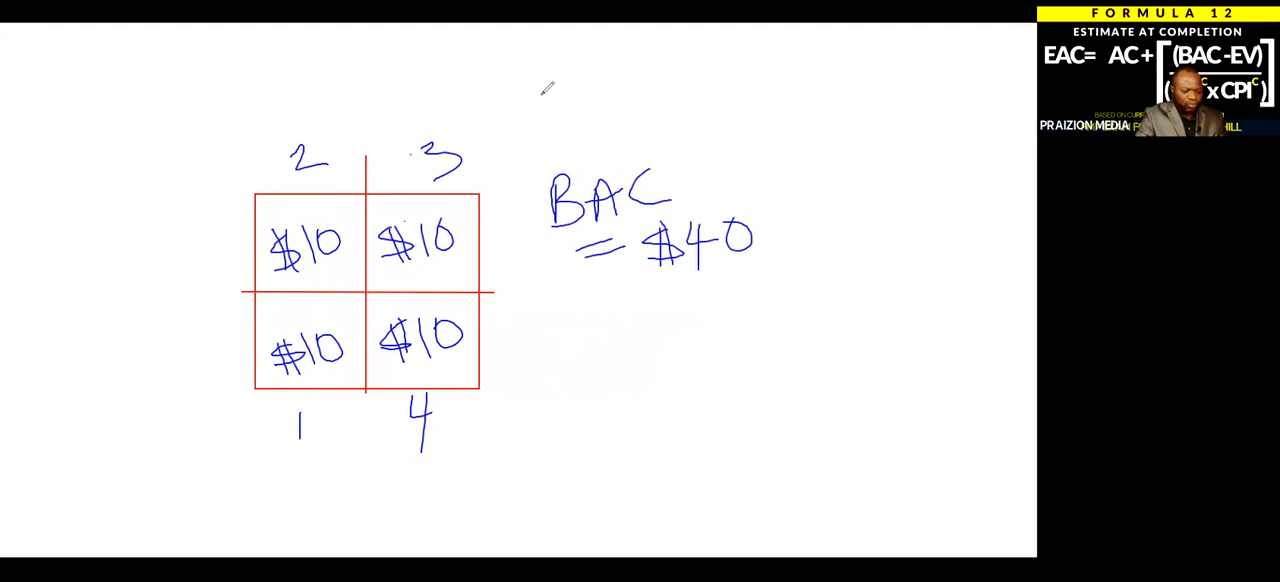 FORMULA 12
ESTIMATE AT COMPLETION
EAC= AC+ [(BAC-EV)
( C x CPI C)]
PRAIZION MEDIA
2 3
$10 $10
BAC
= $40
$10 $10
1 4